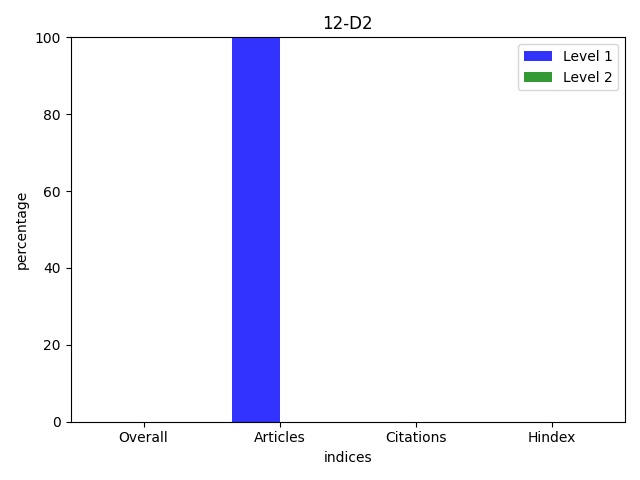 12-D2
100
80
60
40
20
0
percentage
Level 1
Level 2
Overall Articles Citations Hindex
indices